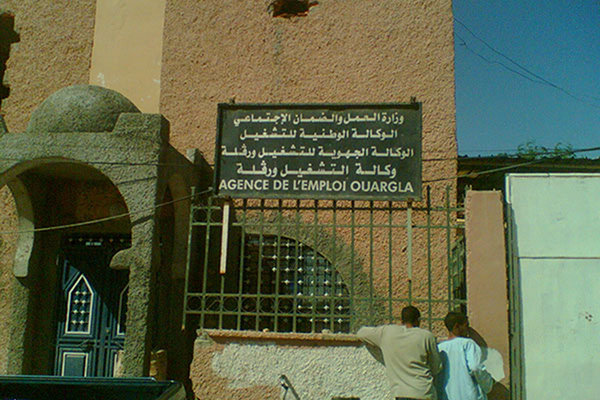 وزارة العمل والضمان الإجتماعي
الوكالة الوطنية للتشغيل
الوكالة الجهوية للتشغيل ورقلة
وكالة التشغيل ورقلة
AGENCE DE L'EMPLOI OUARGLA